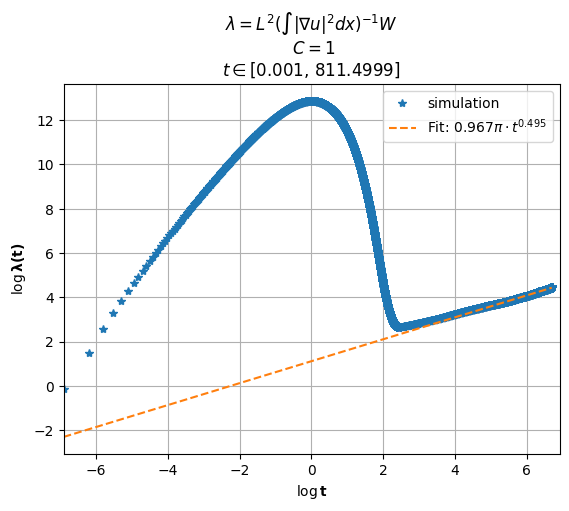 λ = L²(∫|∇u|²dx)⁻¹W
C = 1
t ∈ [0.001, 811.4999]
simulation
Fit: 0.967π · t^0.495
12
10
8
6
4
2
0
−2
log λ(t)
−6 −4 −2 0 2 4 6
log t